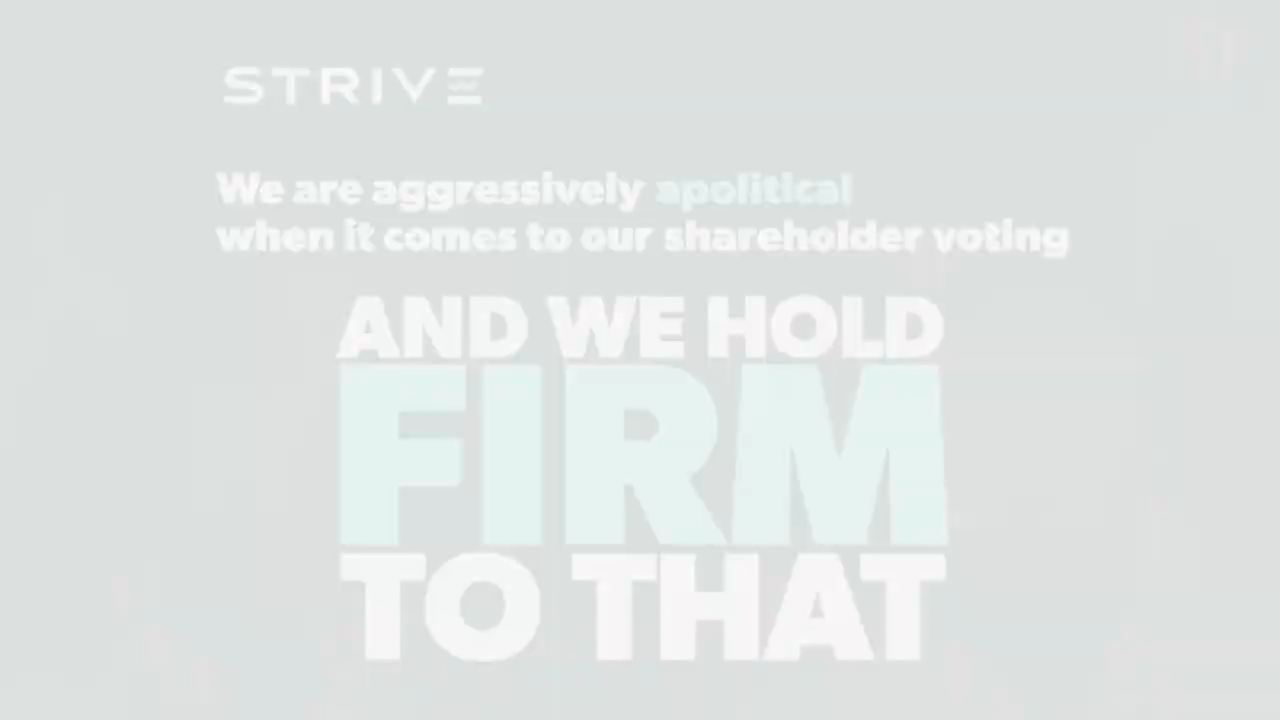 STRIVE
We are aggressively apolitical
when it comes to our shareholder voting
AND WE HOLD
FIRM
TO THAT